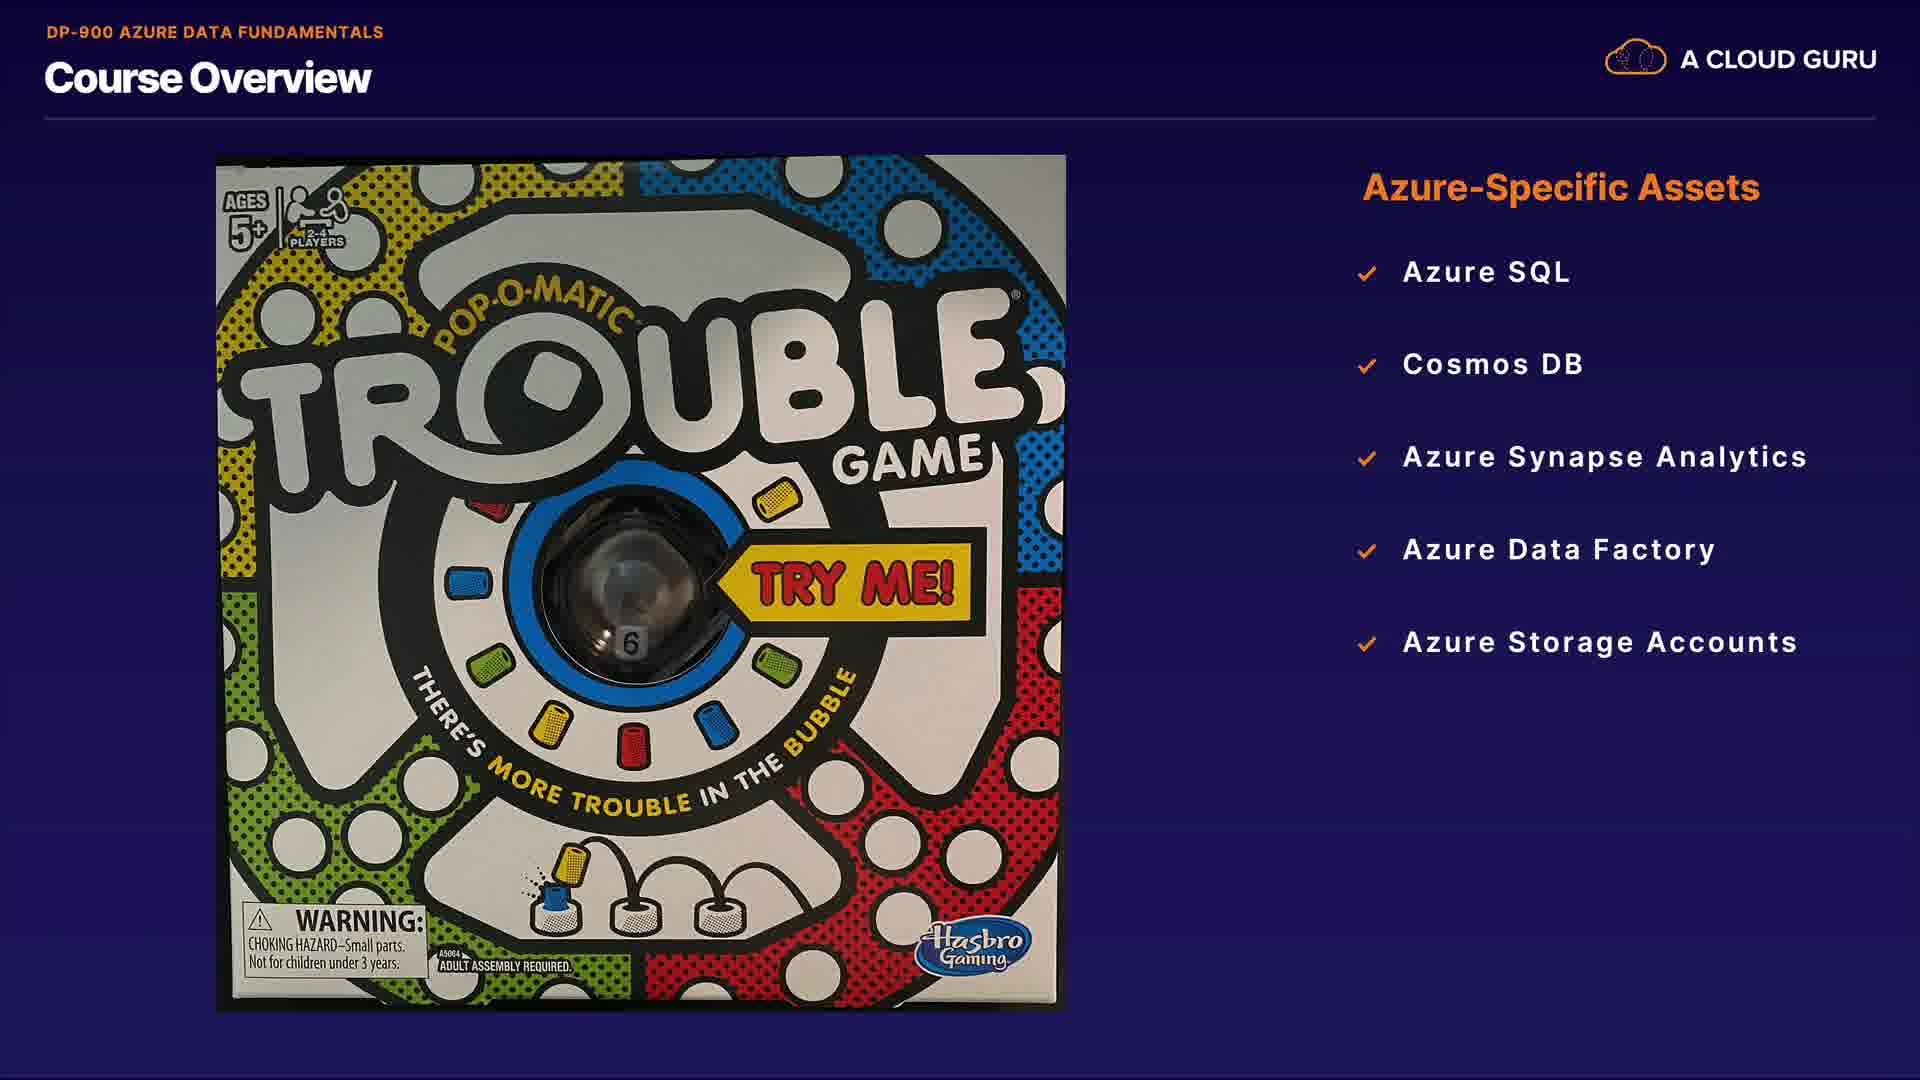 DP-900 AZURE DATA FUNDAMENTALS
Course Overview
A CLOUD GURU
AGES
5+
2-4
PLAYERS
POP-O-MATIC
TROUBLE®
GAME
TRY ME!
6
THERE'S MORE TROUBLE IN THE BUBBLE
WARNING:
CHOKING HAZARD–Small parts.
Not for children under 3 years.
A5064
ADULT ASSEMBLY REQUIRED.
Hasbro
Gaming
Azure-Specific Assets
Azure SQL
Cosmos DB
Azure Synapse Analytics
Azure Data Factory
Azure Storage Accounts